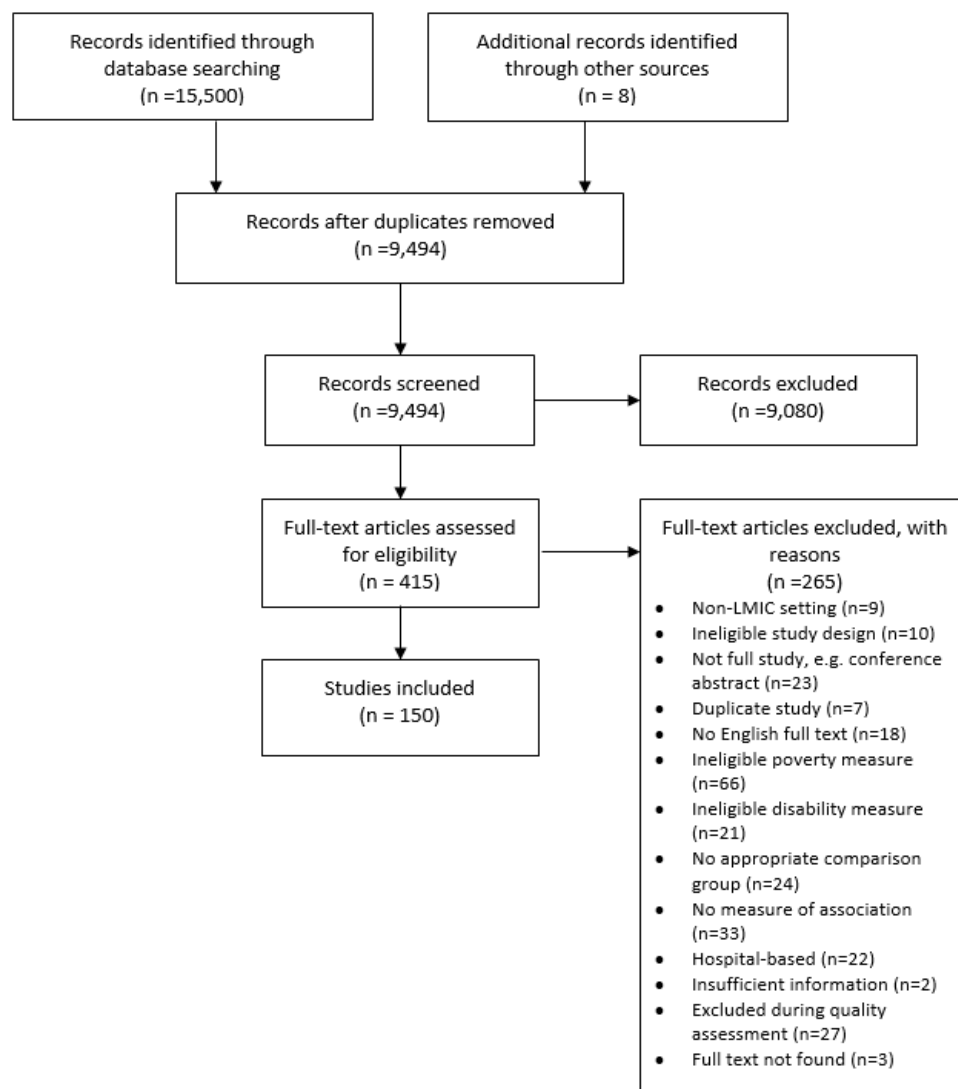 Records identified through
database searching
(n =15,500)
Additional records identified
through other sources
(n = 8)
Records after duplicates removed
(n =9,494)
Records screened
(n =9,494)
Records excluded
(n =9,080)
Full-text articles assessed
for eligibility
(n = 415)
Full-text articles excluded, with
reasons
(n =265)
• Non-LMIC setting (n=9)
• Ineligible study design (n=10)
• Not full study, e.g. conference
abstract (n=23)
• Duplicate study (n=7)
• No English full text (n=18)
• Ineligible poverty measure
(n=66)
• Ineligible disability measure
(n=21)
• No appropriate comparison
group (n=24)
• No measure of association
(n=33)
• Hospital-based (n=22)
• Insufficient information (n=2)
• Excluded during quality
assessment (n=27)
• Full text not found (n=3)
Studies included
(n = 150)